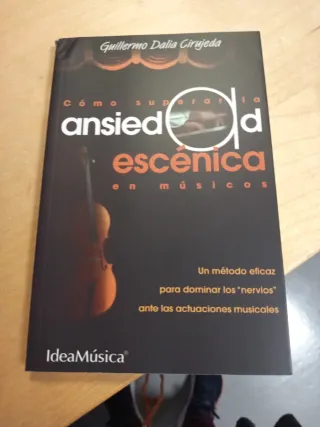 Guillermo Dalia Cirujeda
Cómo superar la
ansiedad
escénica
en músicos
Un método eficaz
para dominar los "nervios"
ante las actuaciones musicales
IdeaMúsica®